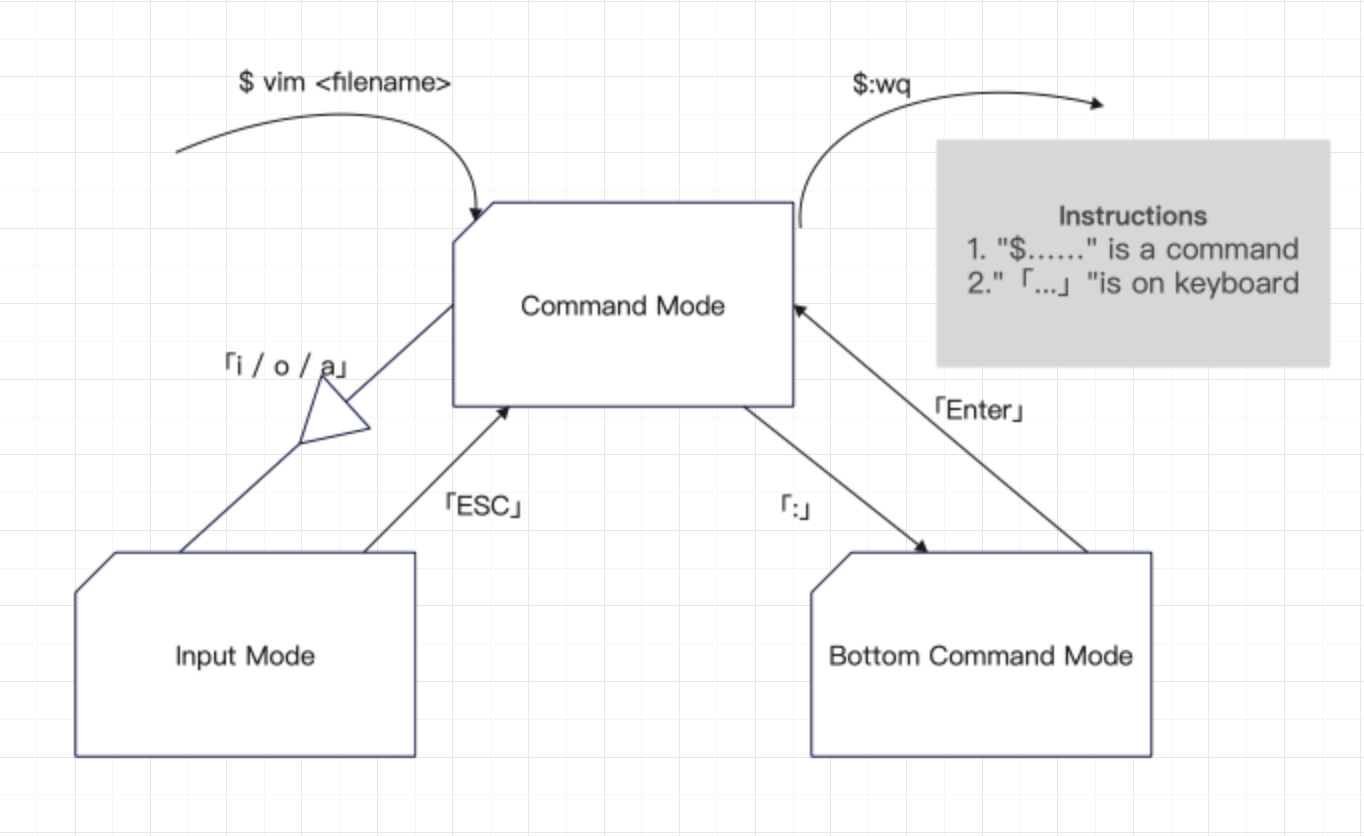 $ vim <filename>
$:wq
Instructions
1. "$......" is a command
2."「...」"is on keyboard
Command Mode
「i / o / a」
「Enter」
「ESC」
「:」
Input Mode
Bottom Command Mode